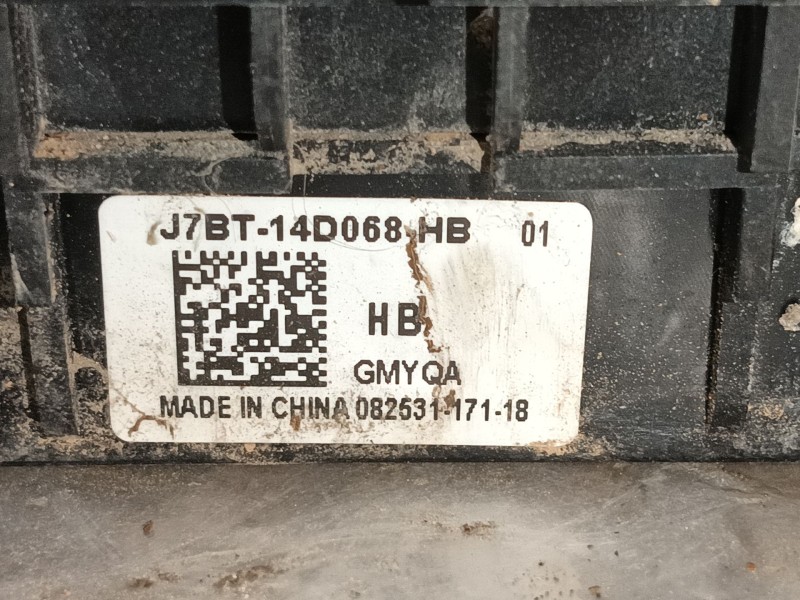 J7BT-14D068-HB 01
HB
GMYQA
MADE IN CHINA 082531-171-18